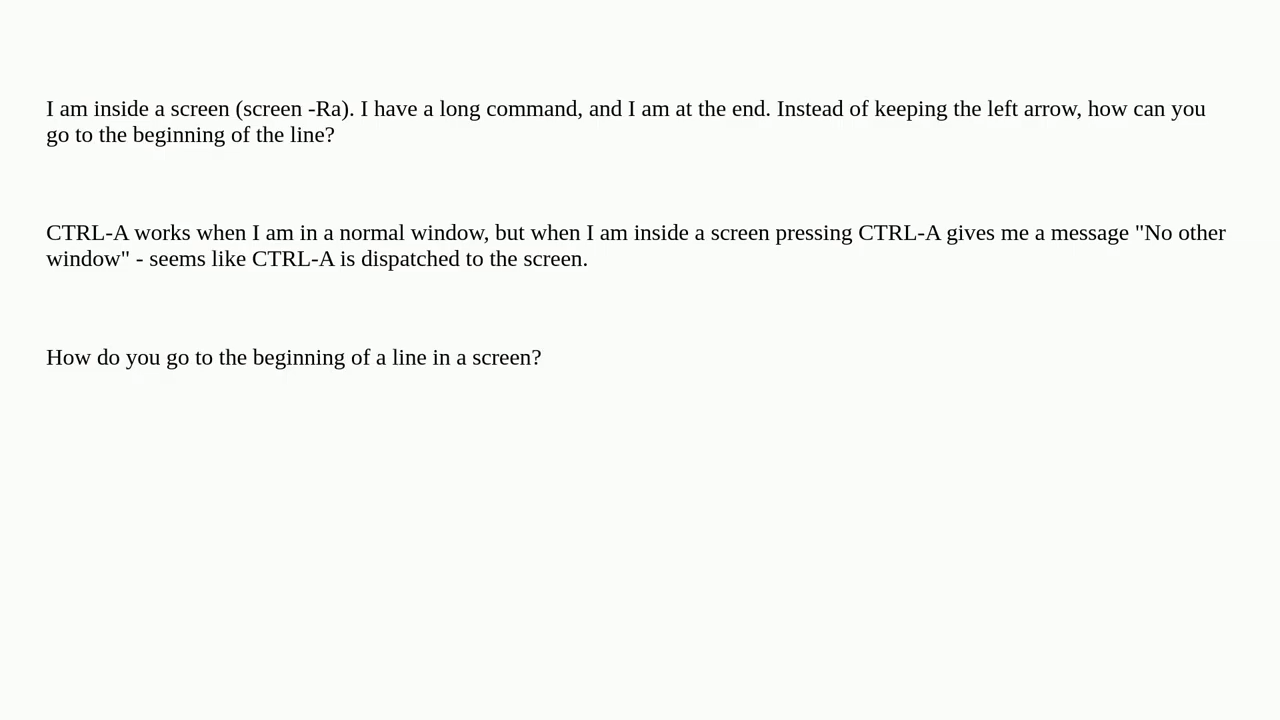 I am inside a screen (screen -Ra). I have a long command, and I am at the end. Instead of keeping the left arrow, how can you
go to the beginning of the line?
CTRL-A works when I am in a normal window, but when I am inside a screen pressing CTRL-A gives me a message "No other
window" - seems like CTRL-A is dispatched to the screen.
How do you go to the beginning of a line in a screen?